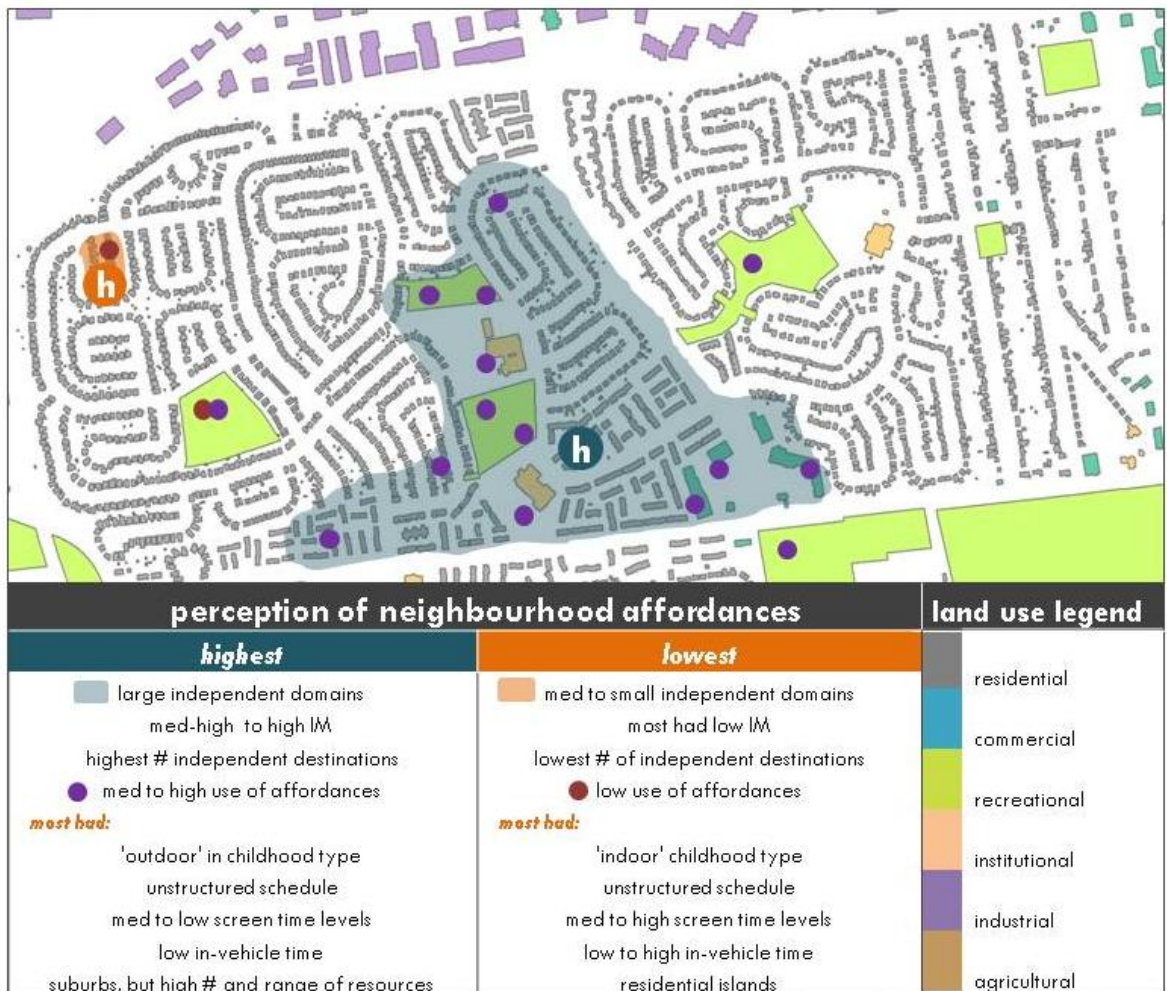 h
h
perception of neighbourhood affordances
highest
large independent domains
med-high to high IM
highest # independent destinations
med to high use of affordances
most had:
'outdoor' in childhood type
unstructured schedule
med to low screen time levels
low in-vehicle time
suburbs, but high # and range of resources
lowest
med to small independent domains
most had low IM
lowest # of independent destinations
low use of affordances
most had:
'indoor' childhood type
unstructured schedule
med to high screen time levels
low to high in-vehicle time
residential islands
land use legend
residential
commercial
recreational
institutional
industrial
agricultural